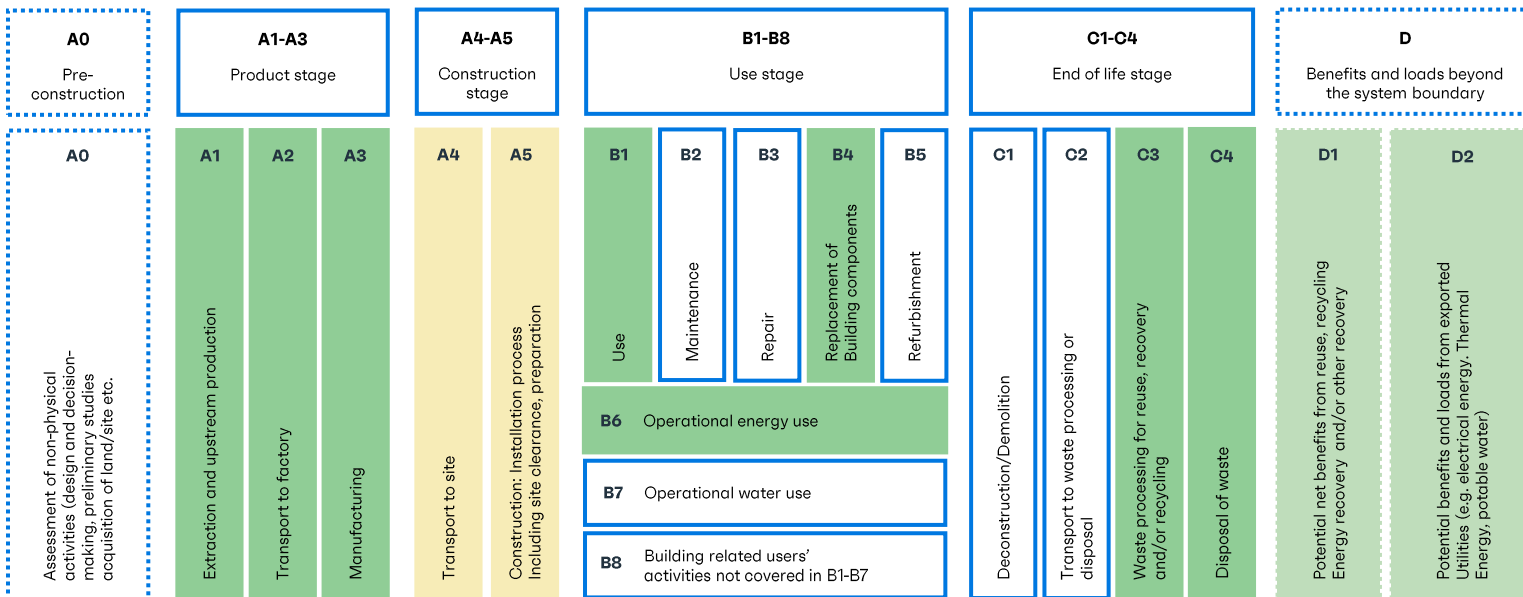 A0
Pre-
construction
A1-A3
Product stage
A4-A5
Construction
stage
B1-B8
Use stage
C1-C4
End of life stage
D
Benefits and loads beyond
the system boundary
A0
Assessment of non-physical
activities (design and decision-
making, preliminary studies
acquisition of land/site etc.
A1
Extraction and upstream production
A2
Transport to factory
A3
Manufacturing
A4
Transport to site
A5
Construction: Installation process
Including site clearance, preparation
B1
Use
B2
Maintenance
B3
Repair
B4
Replacement of
Building components
B5
Refurbishment
B6 Operational energy use
B7 Operational water use
B8 Building related users’
activities not covered in B1-B7
C1
Deconstruction/Demolition
C2
Transport to waste processing or
disposal
C3
Waste processing for reuse, recovery
and/or recycling
C4
Disposal of waste
D1
Potential net benefits from reuse, recycling
Energy recovery and/or other recovery
D2
Potential benefits and loads from exported
Utilities (e.g. electrical energy. Thermal
Energy, potable water)